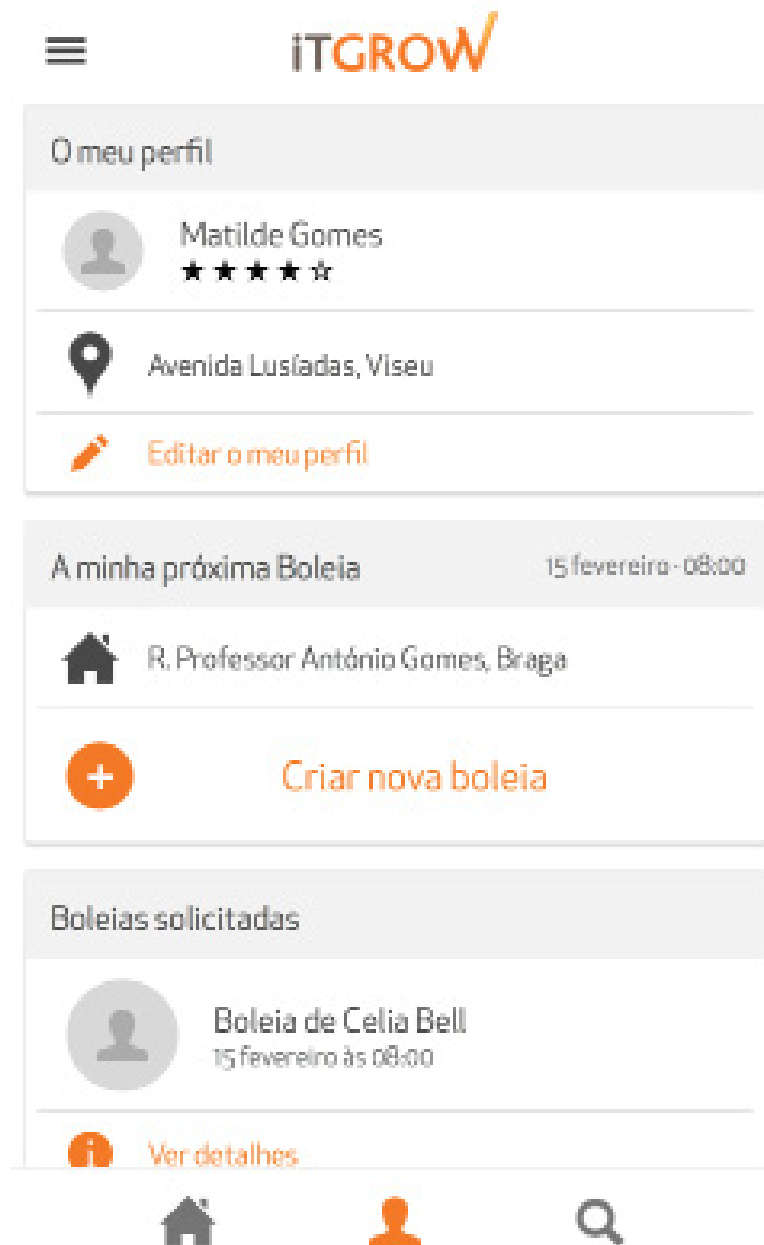 iTGROW
O meu perfil
Matilde Gomes
Avenida Lusíadas, Viseu
Editar o meu perfil
A minha próxima Boleia 15 fevereiro - 08:00
R. Professor António Gomes, Braga
Criar nova boleia
Boleias solicitadas
Boleia de Celia Bell
15 fevereiro às 08:00
Ver detalhes